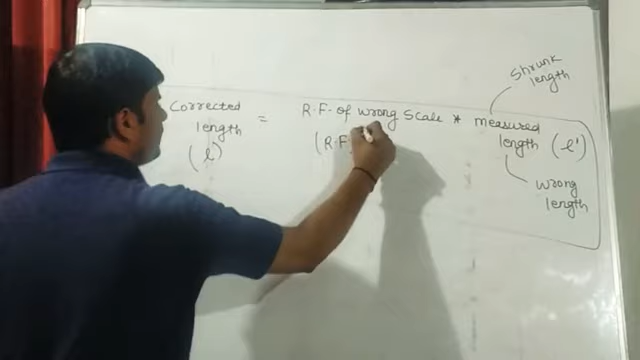 Shrunk
length
Corrected
length
(l)
=
R.F. of wrong Scale * measured
length (l')
(R.F.
wrong
length